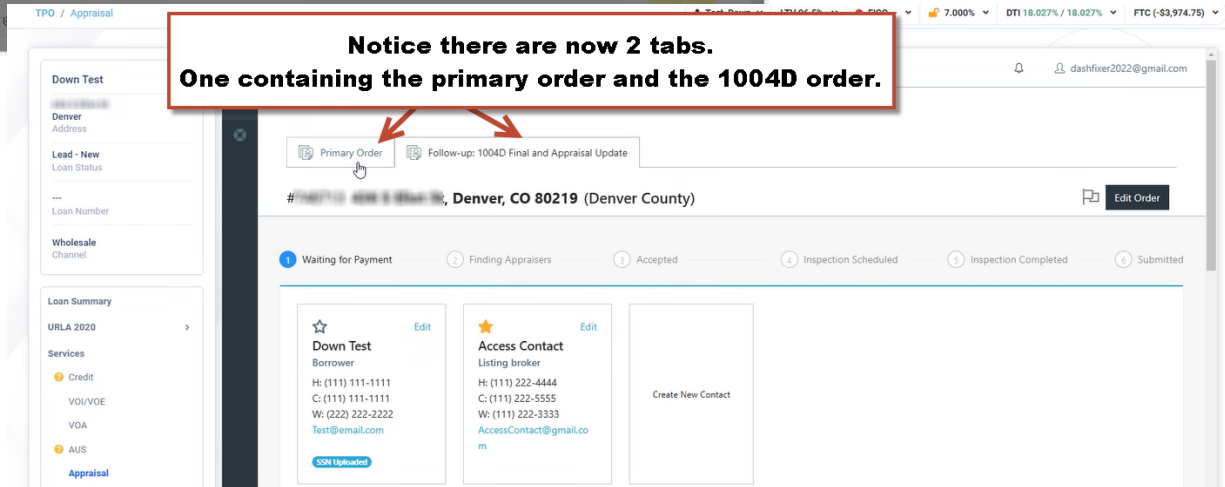 TPO / Appraisal
7.000%
DTI 18.027% / 18.027%
FTC (-$3,974.75)
Notice there are now 2 tabs.
One containing the primary order and the 1004D order.
dashfixer2022@gmail.com
Down Test
Denver
Address
Lead - New
Loan Status
---
Loan Number
Wholesale
Channel
Loan Summary
URLA 2020
Services
Credit
VOI/VOE
VOA
AUS
Appraisal
Primary Order
Follow-up: 1004D Final and Appraisal Update
#
, Denver, CO 80219 (Denver County)
Edit Order
1 Waiting for Payment
2 Finding Appraisers
3 Accepted
4 Inspection Scheduled
5 Inspection Completed
6 Submitted
Edit
Down Test
Borrower
H: (111) 111-1111
C: (111) 111-1111
W: (222) 222-2222
Test@email.com
SSN Uploaded
Edit
Access Contact
Listing broker
H: (111) 222-4444
C: (111) 222-5555
W: (111) 222-3333
AccessContact@gmail.co
m
Create New Contact